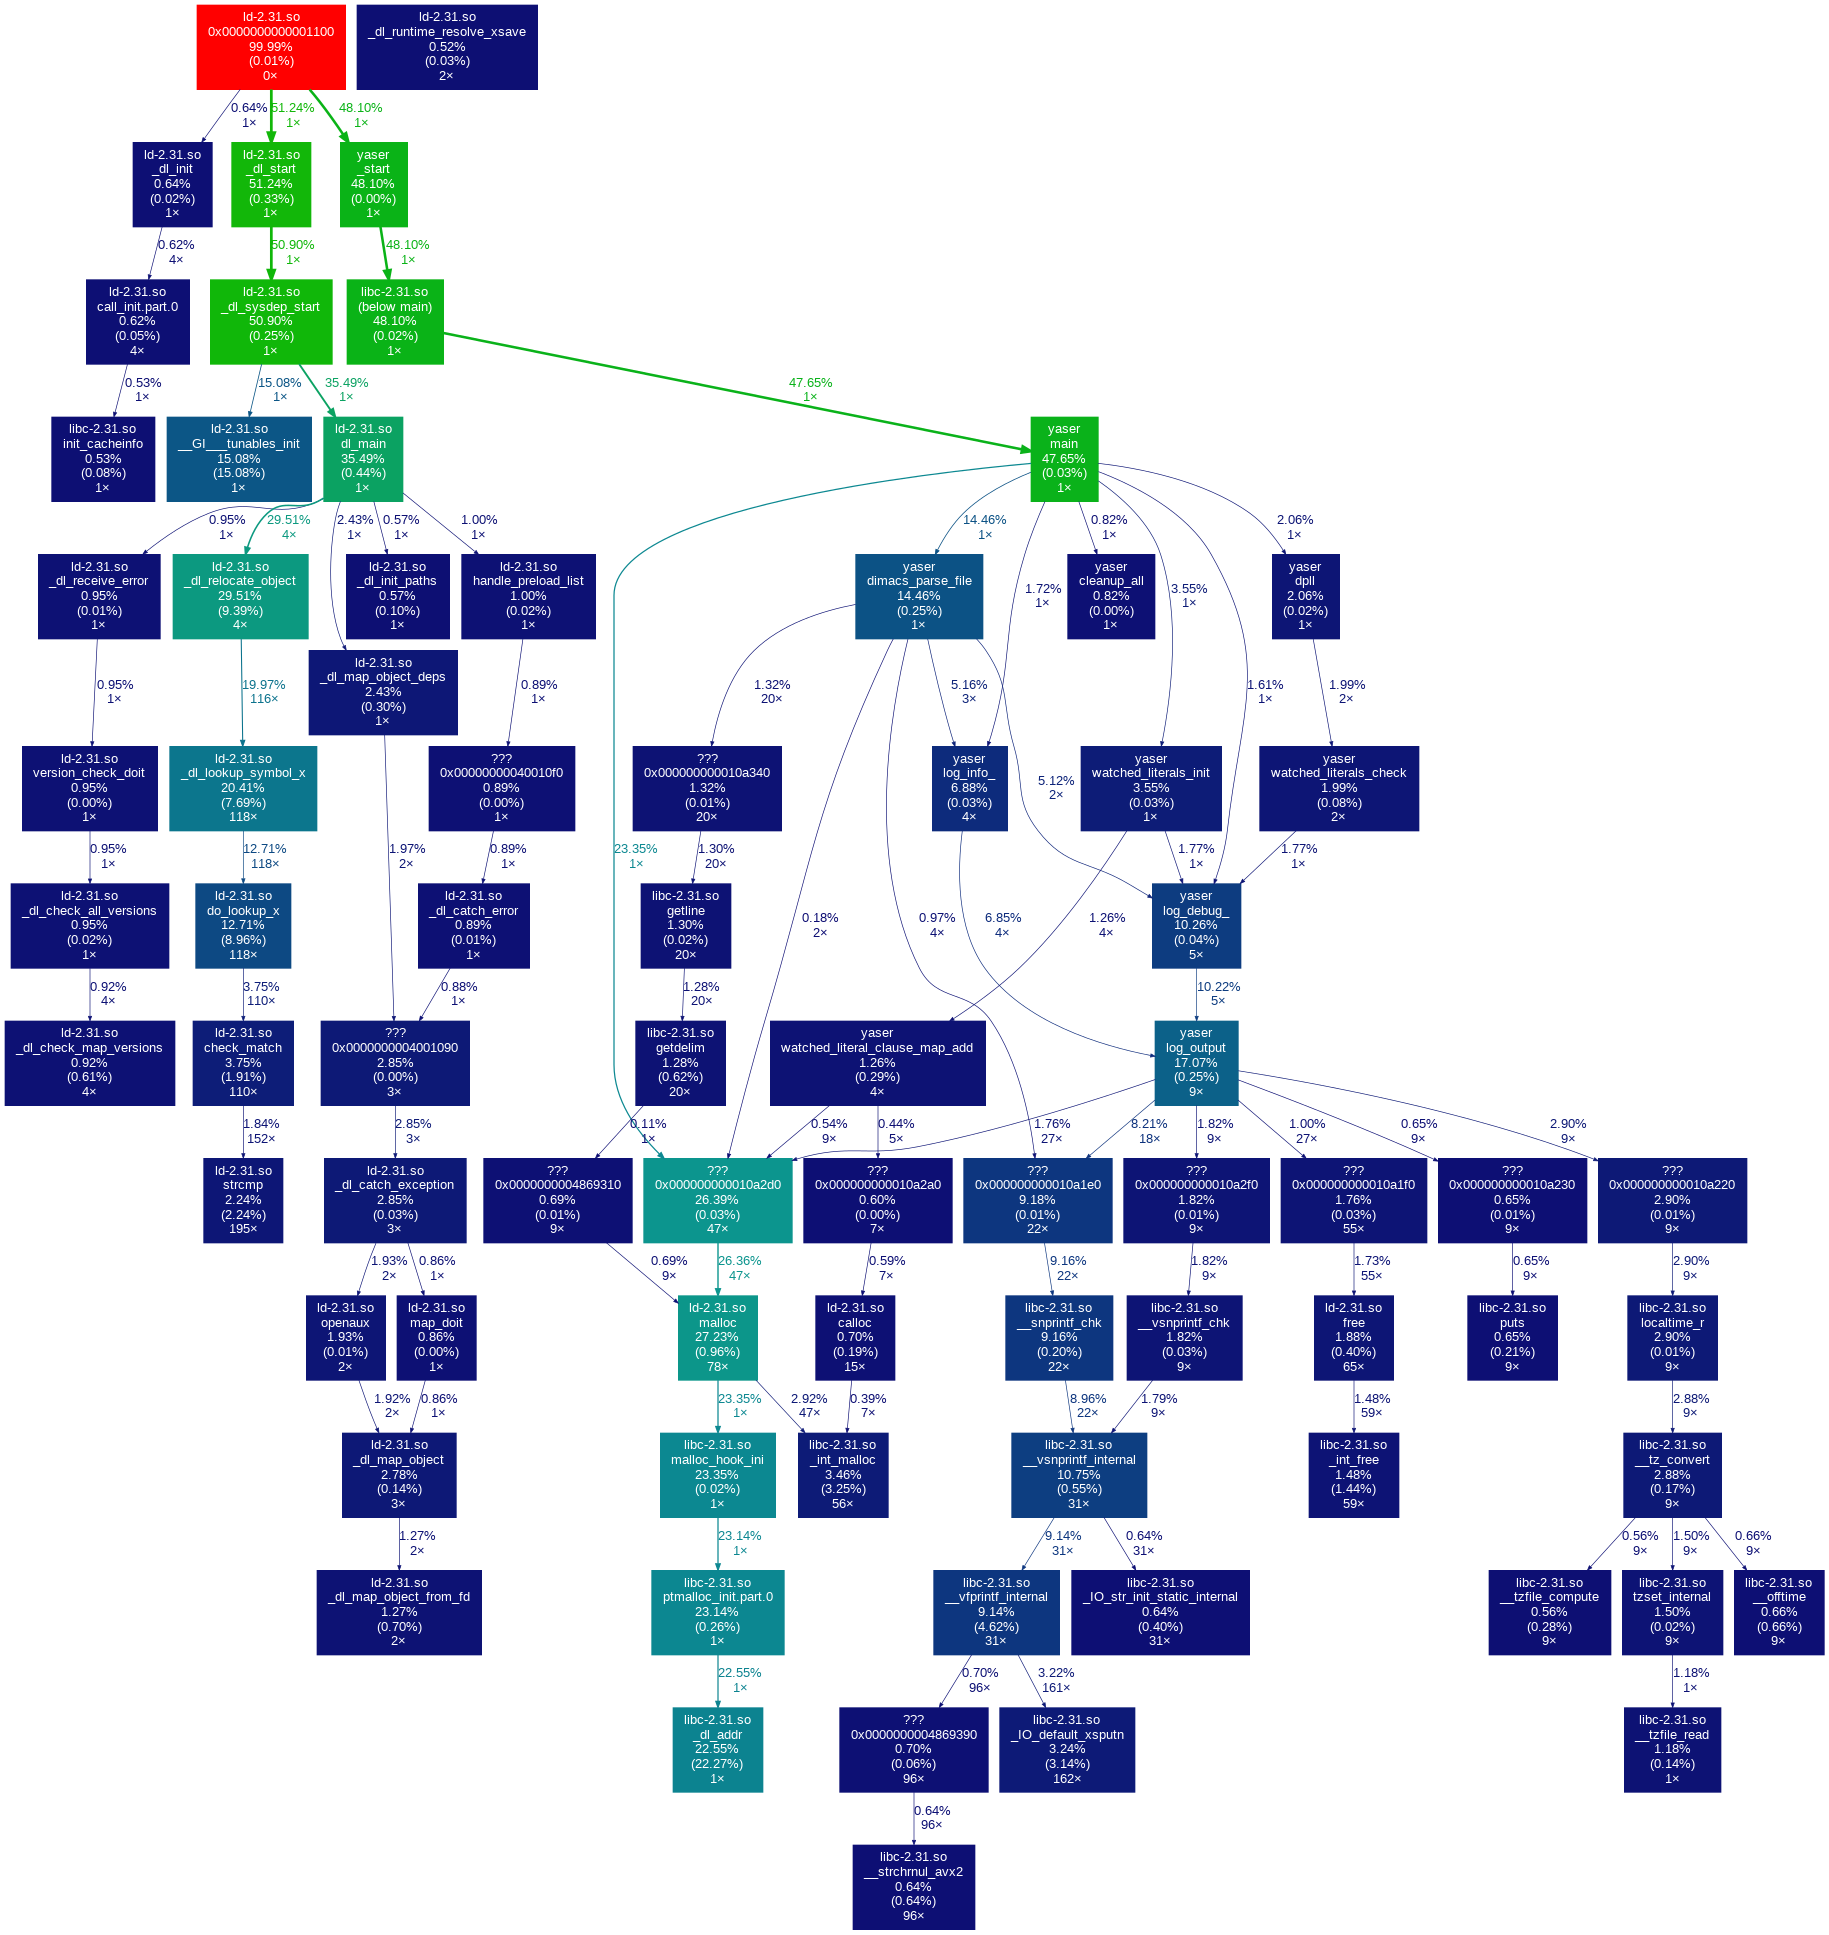 ld-2.31.so
0x0000000000001100
99.99%
(0.01%)
0×
ld-2.31.so
_dl_runtime_resolve_xsave
0.52%
(0.03%)
2×
0.64%
1×
51.24%
1×
48.10%
1×
ld-2.31.so
_dl_init
0.64%
(0.02%)
1×
ld-2.31.so
_dl_start
51.24%
(0.33%)
1×
yaser
_start
48.10%
(0.00%)
1×
0.62%
4×
50.90%
1×
48.10%
1×
ld-2.31.so
call_init.part.0
0.62%
(0.05%)
4×
ld-2.31.so
_dl_sysdep_start
50.90%
(0.25%)
1×
libc-2.31.so
(below main)
48.10%
(0.02%)
1×
0.53%
1×
15.08%
1×
35.49%
1×
47.65%
1×
libc-2.31.so
init_cacheinfo
0.53%
(0.08%)
1×
ld-2.31.so
__GI___tunables_init
15.08%
(15.08%)
1×
ld-2.31.so
dl_main
35.49%
(0.44%)
1×
yaser
main
47.65%
(0.03%)
1×
0.95%
1×
29.51%
4×
2.43%
1×
0.57%
1×
1.00%
1×
14.46%
1×
0.82%
1×
2.06%
1×
ld-2.31.so
_dl_receive_error
0.95%
(0.01%)
1×
ld-2.31.so
_dl_relocate_object
29.51%
(9.39%)
4×
ld-2.31.so
_dl_init_paths
0.57%
(0.10%)
1×
ld-2.31.so
handle_preload_list
1.00%
(0.02%)
1×
yaser
dimacs_parse_file
14.46%
(0.25%)
1×
1.72%
1×
yaser
cleanup_all
0.82%
(0.00%)
1×
3.55%
1×
yaser
dpll
2.06%
(0.02%)
1×
0.95%
1×
19.97%
116×
ld-2.31.so
_dl_map_object_deps
2.43%
(0.30%)
1×
0.89%
1×
1.32%
20×
5.16%
3×
1.61%
1×
1.99%
2×
ld-2.31.so
version_check_doit
0.95%
(0.00%)
1×
ld-2.31.so
_dl_lookup_symbol_x
20.41%
(7.69%)
118×
???
0x00000000040010f0
0.89%
(0.00%)
1×
???
0x000000000010a340
1.32%
(0.01%)
20×
yaser
log_info_
6.88%
(0.03%)
4×
5.12%
2×
yaser
watched_literals_init
3.55%
(0.03%)
1×
yaser
watched_literals_check
1.99%
(0.08%)
2×
0.95%
1×
12.71%
118×
1.97%
2×
0.89%
1×
23.35%
1×
1.30%
20×
1.77%
1×
1.77%
1×
ld-2.31.so
_dl_check_all_versions
0.95%
(0.02%)
1×
ld-2.31.so
do_lookup_x
12.71%
(8.96%)
118×
ld-2.31.so
_dl_catch_error
0.89%
(0.01%)
1×
libc-2.31.so
getline
1.30%
(0.02%)
20×
0.18%
2×
0.97%
4×
6.85%
4×
1.26%
4×
yaser
log_debug_
10.26%
(0.04%)
5×
0.92%
4×
3.75%
110×
0.88%
1×
1.28%
20×
10.22%
5×
ld-2.31.so
_dl_check_map_versions
0.92%
(0.61%)
4×
ld-2.31.so
check_match
3.75%
(1.91%)
110×
???
0x0000000004001090
2.85%
(0.00%)
3×
libc-2.31.so
getdelim
1.28%
(0.62%)
20×
yaser
watched_literal_clause_map_add
1.26%
(0.29%)
4×
yaser
log_output
17.07%
(0.25%)
9×
1.84%
152×
2.85%
3×
0.11%
1×
0.54%
9×
0.44%
5×
1.76%
27×
8.21%
18×
1.82%
9×
1.00%
27×
0.65%
9×
2.90%
9×
ld-2.31.so
strcmp
2.24%
(2.24%)
195×
ld-2.31.so
_dl_catch_exception
2.85%
(0.03%)
3×
???
0x0000000004869310
0.69%
(0.01%)
9×
???
0x000000000010a2d0
26.39%
(0.03%)
47×
???
0x000000000010a2a0
0.60%
(0.00%)
7×
???
0x000000000010a1e0
9.18%
(0.01%)
22×
???
0x000000000010a2f0
1.82%
(0.01%)
9×
???
0x000000000010a1f0
1.76%
(0.03%)
55×
???
0x000000000010a230
0.65%
(0.01%)
9×
???
0x000000000010a220
2.90%
(0.01%)
9×
1.93%
2×
0.86%
1×
0.69%
9×
26.36%
47×
0.59%
7×
9.16%
22×
1.82%
9×
1.73%
55×
0.65%
9×
2.90%
9×
ld-2.31.so
openaux
1.93%
(0.01%)
2×
ld-2.31.so
map_doit
0.86%
(0.00%)
1×
ld-2.31.so
malloc
27.23%
(0.96%)
78×
ld-2.31.so
calloc
0.70%
(0.19%)
15×
libc-2.31.so
__snprintf_chk
9.16%
(0.20%)
22×
libc-2.31.so
__vsnprintf_chk
1.82%
(0.03%)
9×
ld-2.31.so
free
1.88%
(0.40%)
65×
libc-2.31.so
puts
0.65%
(0.21%)
9×
libc-2.31.so
localtime_r
2.90%
(0.01%)
9×
1.92%
2×
0.86%
1×
23.35%
1×
2.92%
47×
0.39%
7×
8.96%
22×
1.79%
9×
1.48%
59×
2.88%
9×
ld-2.31.so
_dl_map_object
2.78%
(0.14%)
3×
libc-2.31.so
malloc_hook_ini
23.35%
(0.02%)
1×
libc-2.31.so
_int_malloc
3.46%
(3.25%)
56×
libc-2.31.so
__vsnprintf_internal
10.75%
(0.55%)
31×
libc-2.31.so
_int_free
1.48%
(1.44%)
59×
libc-2.31.so
__tz_convert
2.88%
(0.17%)
9×
1.27%
2×
23.14%
1×
9.14%
31×
0.64%
31×
0.56%
9×
1.50%
9×
0.66%
9×
ld-2.31.so
_dl_map_object_from_fd
1.27%
(0.70%)
2×
libc-2.31.so
ptmalloc_init.part.0
23.14%
(0.26%)
1×
libc-2.31.so
__vfprintf_internal
9.14%
(4.62%)
31×
libc-2.31.so
_IO_str_init_static_internal
0.64%
(0.40%)
31×
libc-2.31.so
__tzfile_compute
0.56%
(0.28%)
9×
libc-2.31.so
tzset_internal
1.50%
(0.02%)
9×
libc-2.31.so
__offtime
0.66%
(0.66%)
9×
22.55%
1×
0.70%
96×
3.22%
161×
1.18%
1×
libc-2.31.so
_dl_addr
22.55%
(22.27%)
1×
???
0x0000000004869390
0.70%
(0.06%)
96×
libc-2.31.so
_IO_default_xsputn
3.24%
(3.14%)
162×
libc-2.31.so
__tzfile_read
1.18%
(0.14%)
1×
0.64%
96×
libc-2.31.so
__strchrnul_avx2
0.64%
(0.64%)
96×